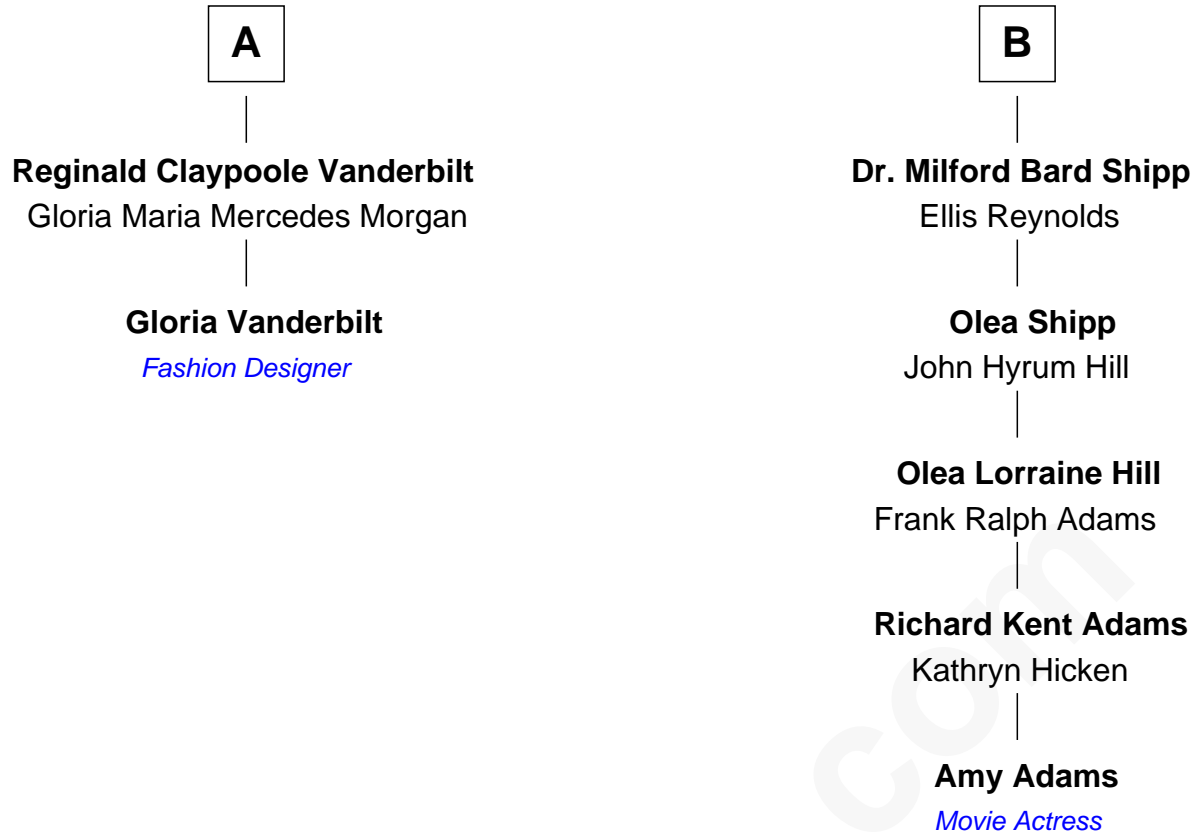 A
Reginald Claypoole Vanderbilt
Gloria Maria Mercedes Morgan
Gloria Vanderbilt
Fashion Designer
B
Dr. Milford Bard Shipp
Ellis Reynolds
Olea Shipp
John Hyrum Hill
Olea Lorraine Hill
Frank Ralph Adams
Richard Kent Adams
Kathryn Hicken
Amy Adams
Movie Actress
com